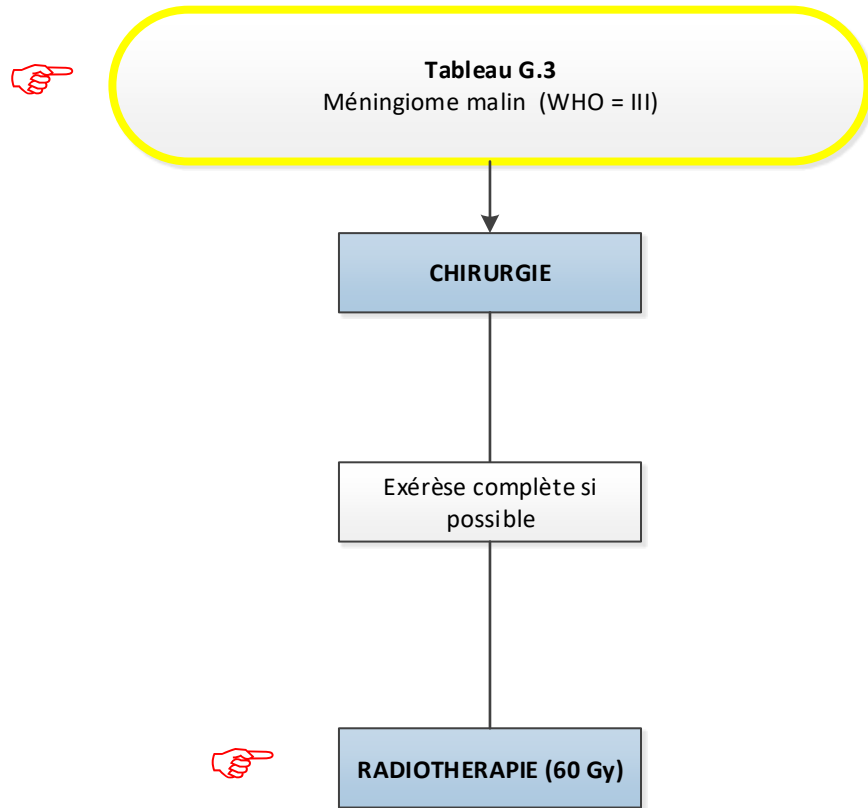 Tableau G.3
Méningiome malin (WHO = III)
CHIRURGIE
Exérèse complète si
possible
RADIOTHERAPIE (60 Gy)